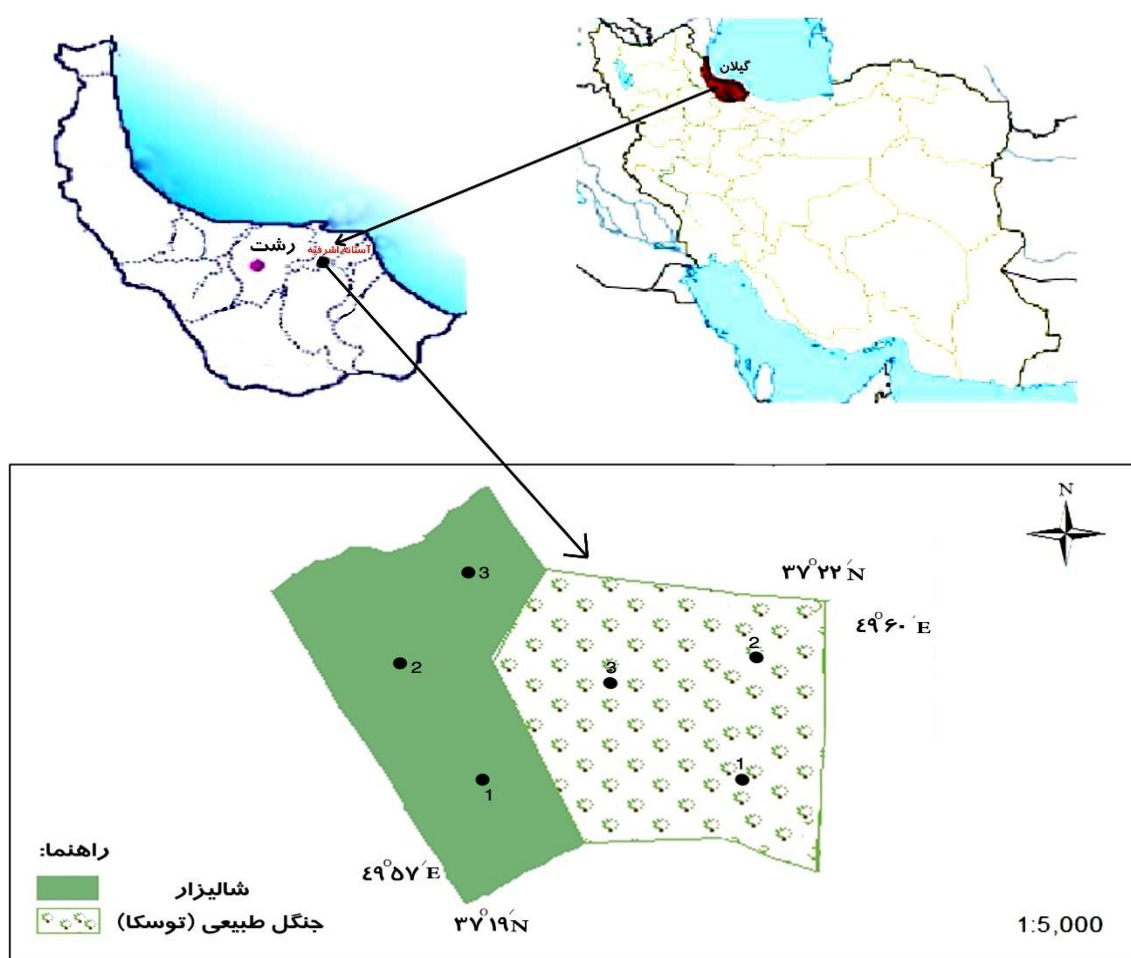 گیلان
رشت
آستانه اشرفیه
N
۳۷°۲۲´N
۴۹°۶۰´E
3
2
2
3
1
1
۴۹°۵۷´E
۳۷°۱۹´N
راهنما:
شالیزار
جنگل طبیعی (توسکا)
1:5,000